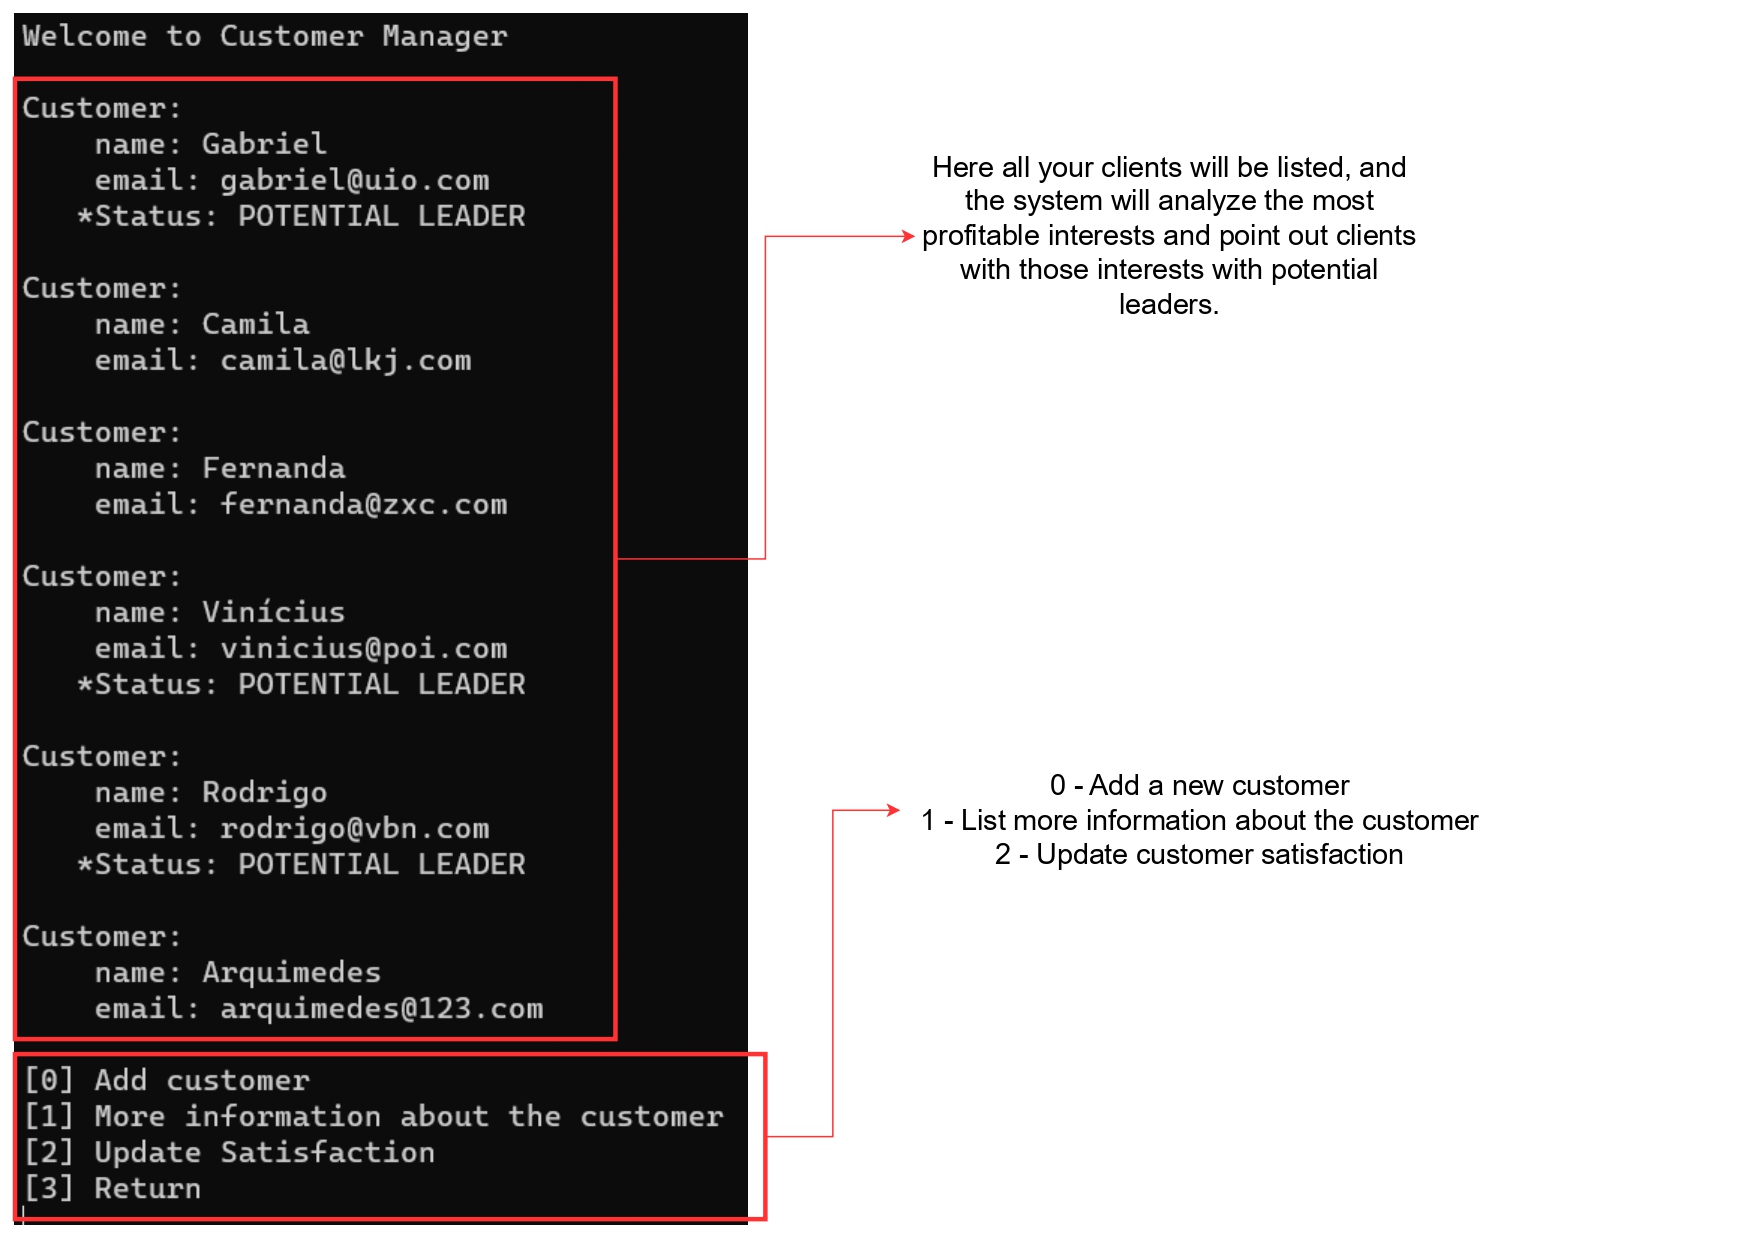 Welcome to Customer Manager
Customer:
name: Gabriel
email: gabriel@uio.com
*Status: POTENTIAL LEADER
Customer:
name: Camila
email: camila@lkj.com
Customer:
name: Fernanda
email: fernanda@zxc.com
Customer:
name: Vinícius
email: vinicius@poi.com
*Status: POTENTIAL LEADER
Customer:
name: Rodrigo
email: rodrigo@vbn.com
*Status: POTENTIAL LEADER
Customer:
name: Arquimedes
email: arquimedes@123.com
[0] Add customer
[1] More information about the customer
[2] Update Satisfaction
[3] Return
Here all your clients will be listed, and
the system will analyze the most
profitable interests and point out clients
with those interests with potential
leaders.
0 - Add a new customer
1 - List more information about the customer
2 - Update customer satisfaction